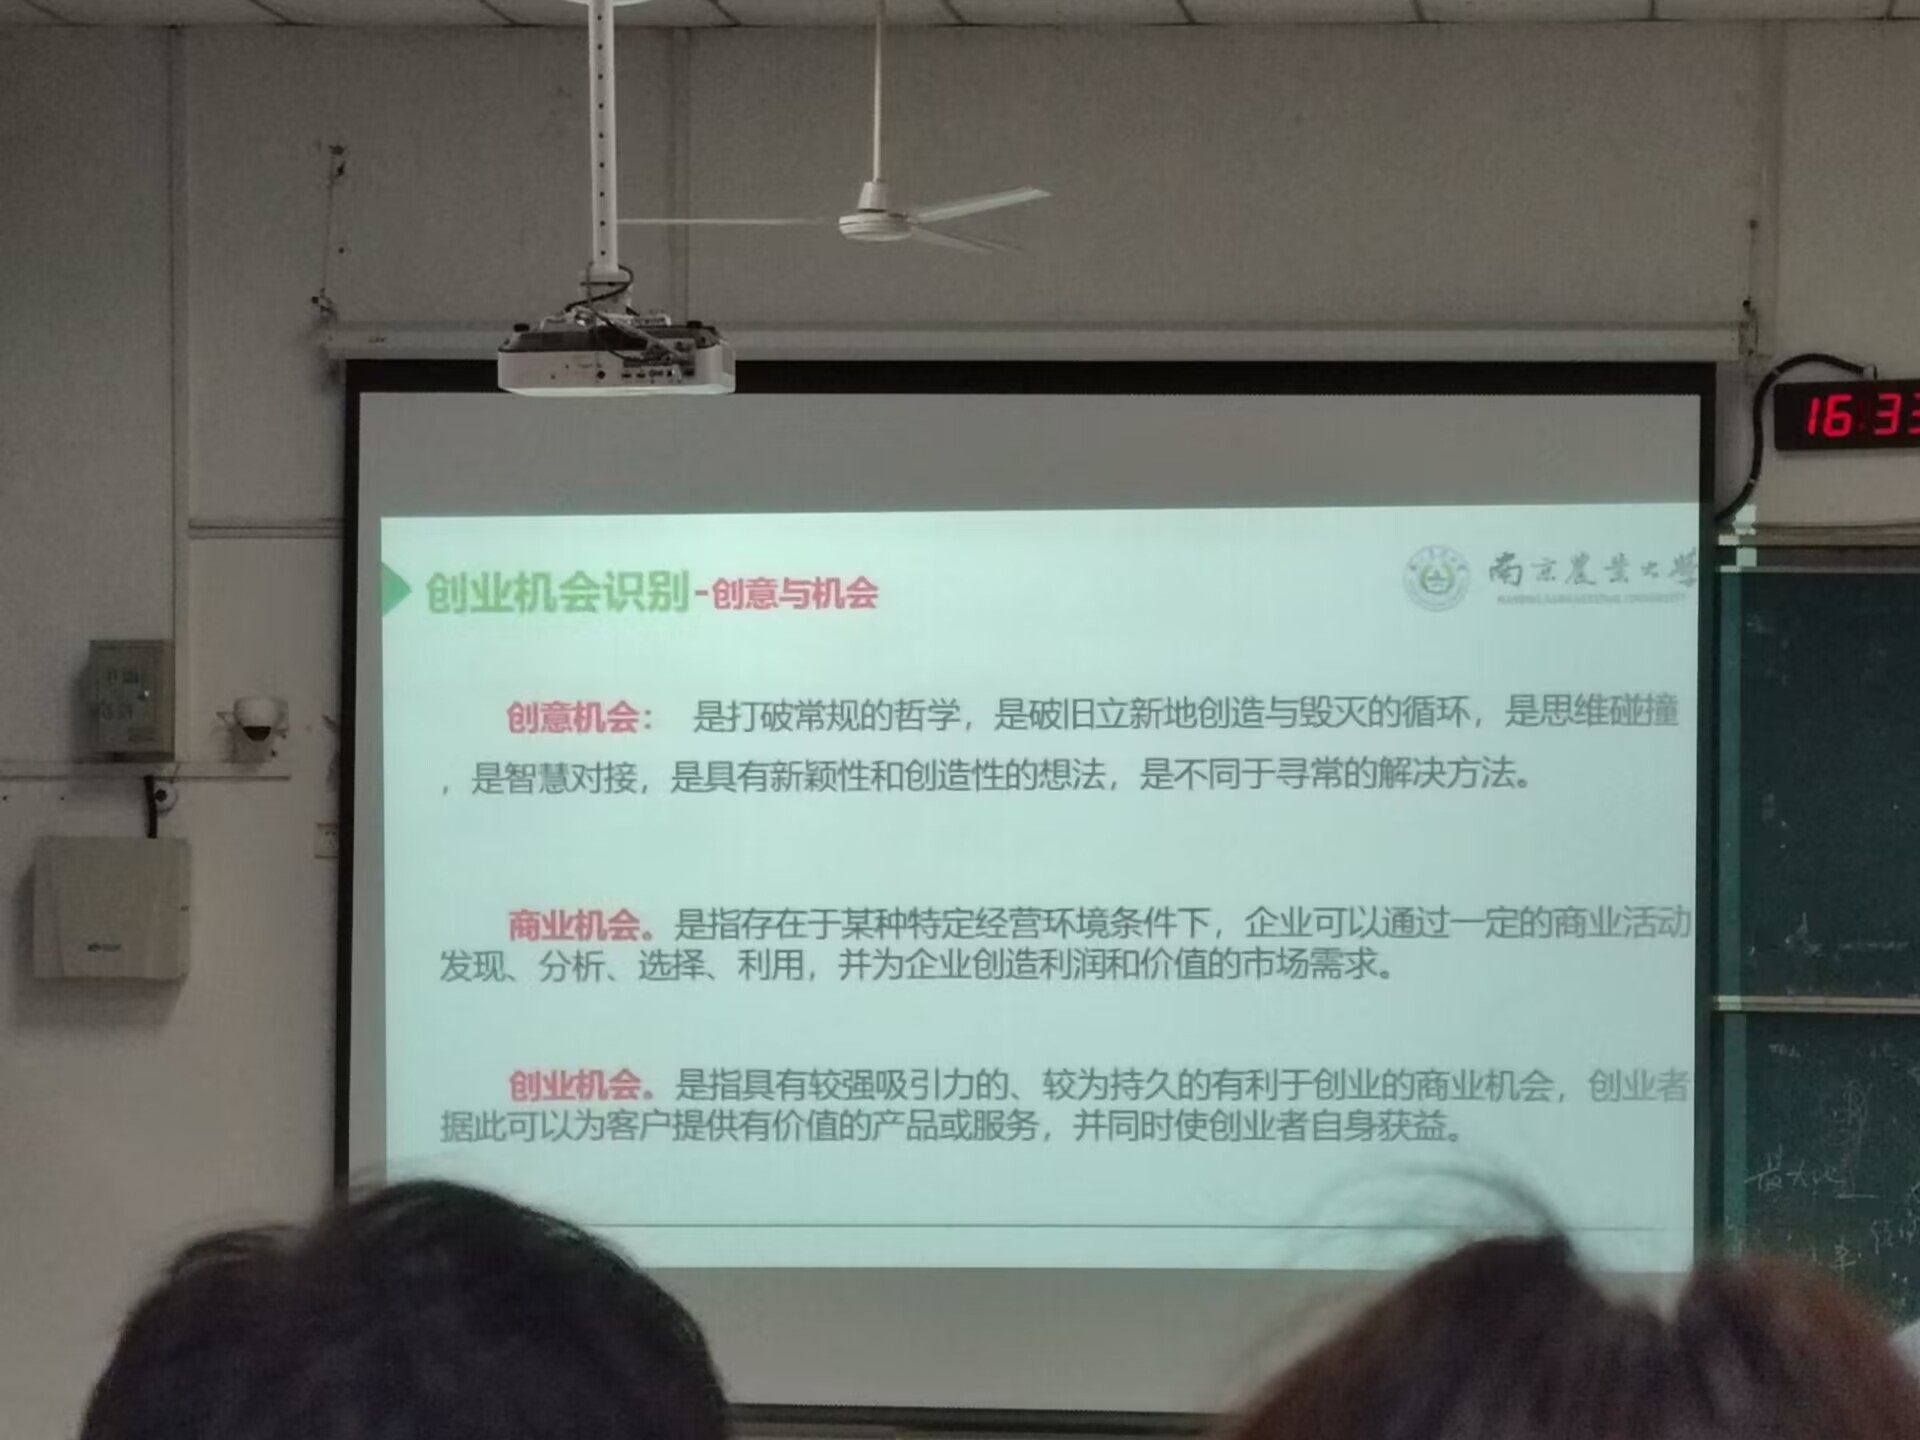 16:33
创业机会识别-创意与机会
南京農業大學
创意机会： 是打破常规的哲学，是破旧立新地创造与毁灭的循环，是思维碰撞
，是智慧对接，是具有新颖性和创造性的想法，是不同于寻常的解决方法。
商业机会。是指存在于某种特定经营环境条件下，企业可以通过一定的商业活动
发现、分析、选择、利用，并为企业创造利润和价值的市场需求。
创业机会。是指具有较强吸引力的、较为持久的有利于创业的商业机会，创业者
据此可以为客户提供有价值的产品或服务，并同时使创业者自身获益。